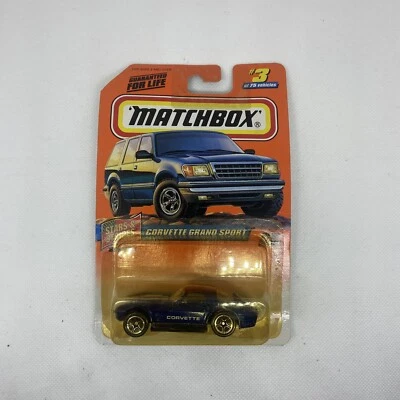 GUARANTEED
FOR LIFE
#3
of 75 vehicles
MATCHBOX®
CORVETTE GRAND SPORT
CORVETTE